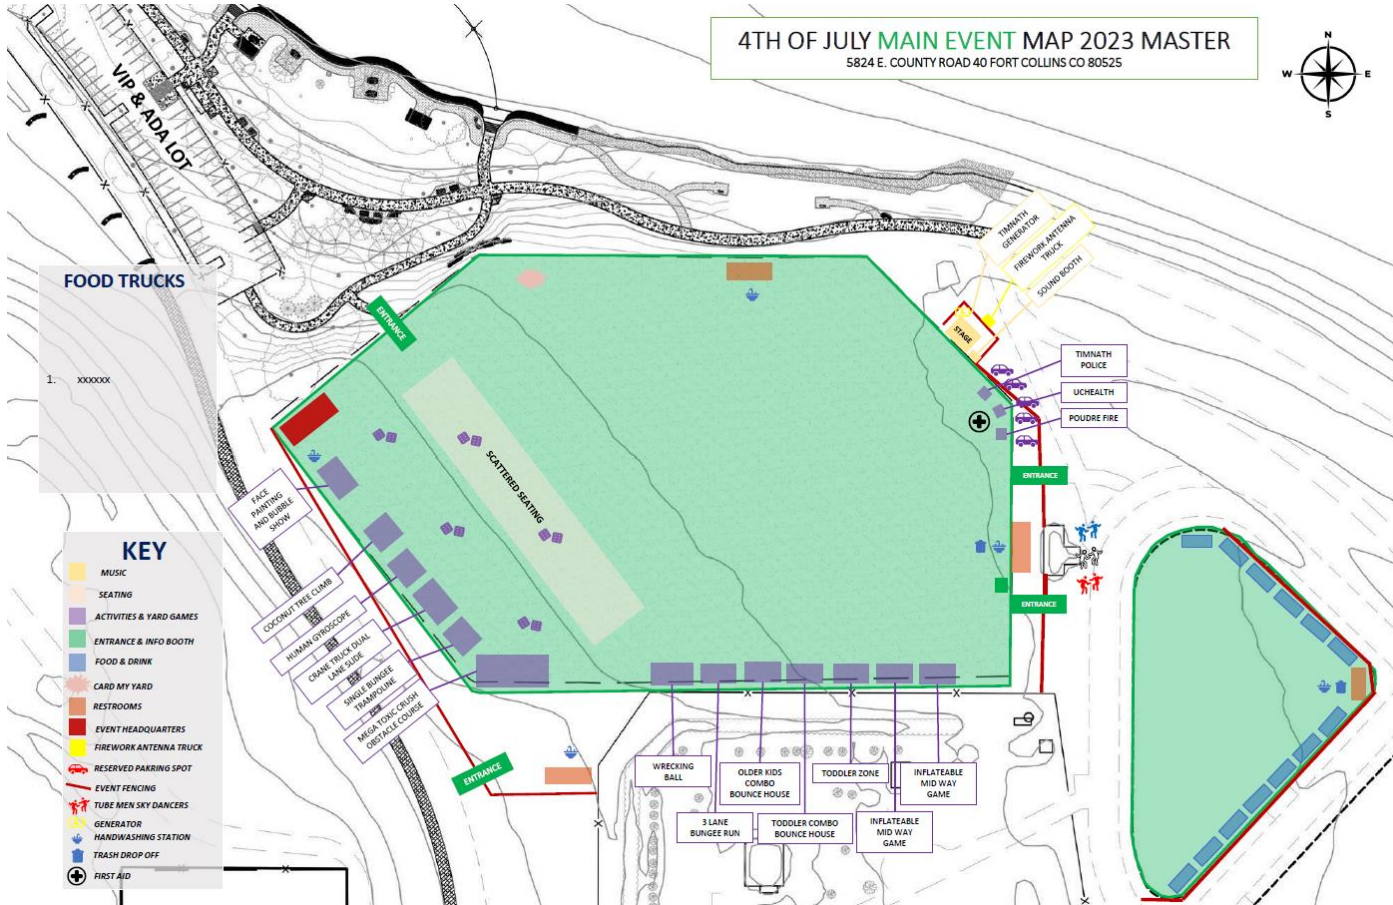 4TH OF JULY MAIN EVENT MAP 2023 MASTER
5824 E. COUNTY ROAD 40 FORT COLLINS CO 80525
N
W
E
S
VIP & ADA LOT
TIMNATH
GENERATOR
FIREWORK ANTENNA
TRUCK
SOUND BOOTH
STAGE
FOOD TRUCKS
1. xxxxxx
ENTRANCE
TIMNATH
POLICE
UCHEALTH
POUDRE FIRE
SCATTERED SEATING
ENTRANCE
ENTRANCE
FACE
PAINTING
AND BUBBLE
SHOW
COCONUT TREE CLIMB
HUMAN GYROSCOPE
CRANE TRUCK DUAL
LANE SLIDE
SINGLE BUNGEE
TRAMPOLINE
MEGA TOXIC CRUSH
OBSTACLE COURSE
ENTRANCE
WRECKING
BALL
OLDER KIDS
COMBO
BOUNCE HOUSE
TODDLER ZONE
INFLATEABLE
MID WAY
GAME
3 LANE
BUNGEE RUN
TODDLER COMBO
BOUNCE HOUSE
INFLATEABLE
MID WAY
GAME
KEY
MUSIC
SEATING
ACTIVITIES & YARD GAMES
ENTRANCE & INFO BOOTH
FOOD & DRINK
CARD MY YARD
RESTROOMS
EVENT HEADQUARTERS
FIREWORK ANTENNA TRUCK
RESERVED PAKRING SPOT
EVENT FENCING
TUBE MEN SKY DANCERS
GENERATOR
HANDWASHING STATION
TRASH DROP OFF
FIRST AID